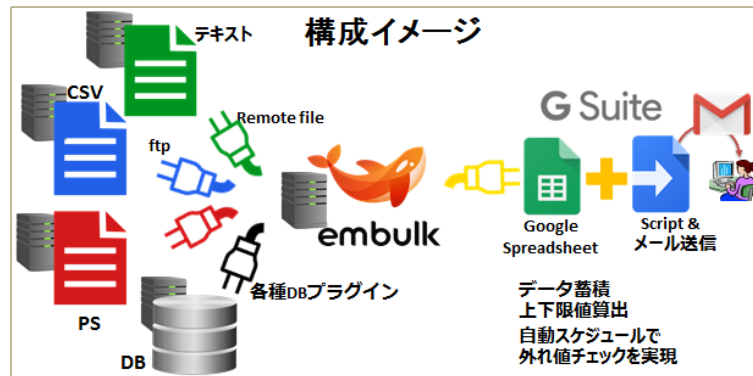 構成イメージ
テキスト
CSV
Remote file
ftp
G Suite
embulk
Google
Spreadsheet
Script &
メール送信
各種DBプラグイン
PS
DB
データ蓄積
上下限値算出
自動スケジュールで
外れ値チェックを実現